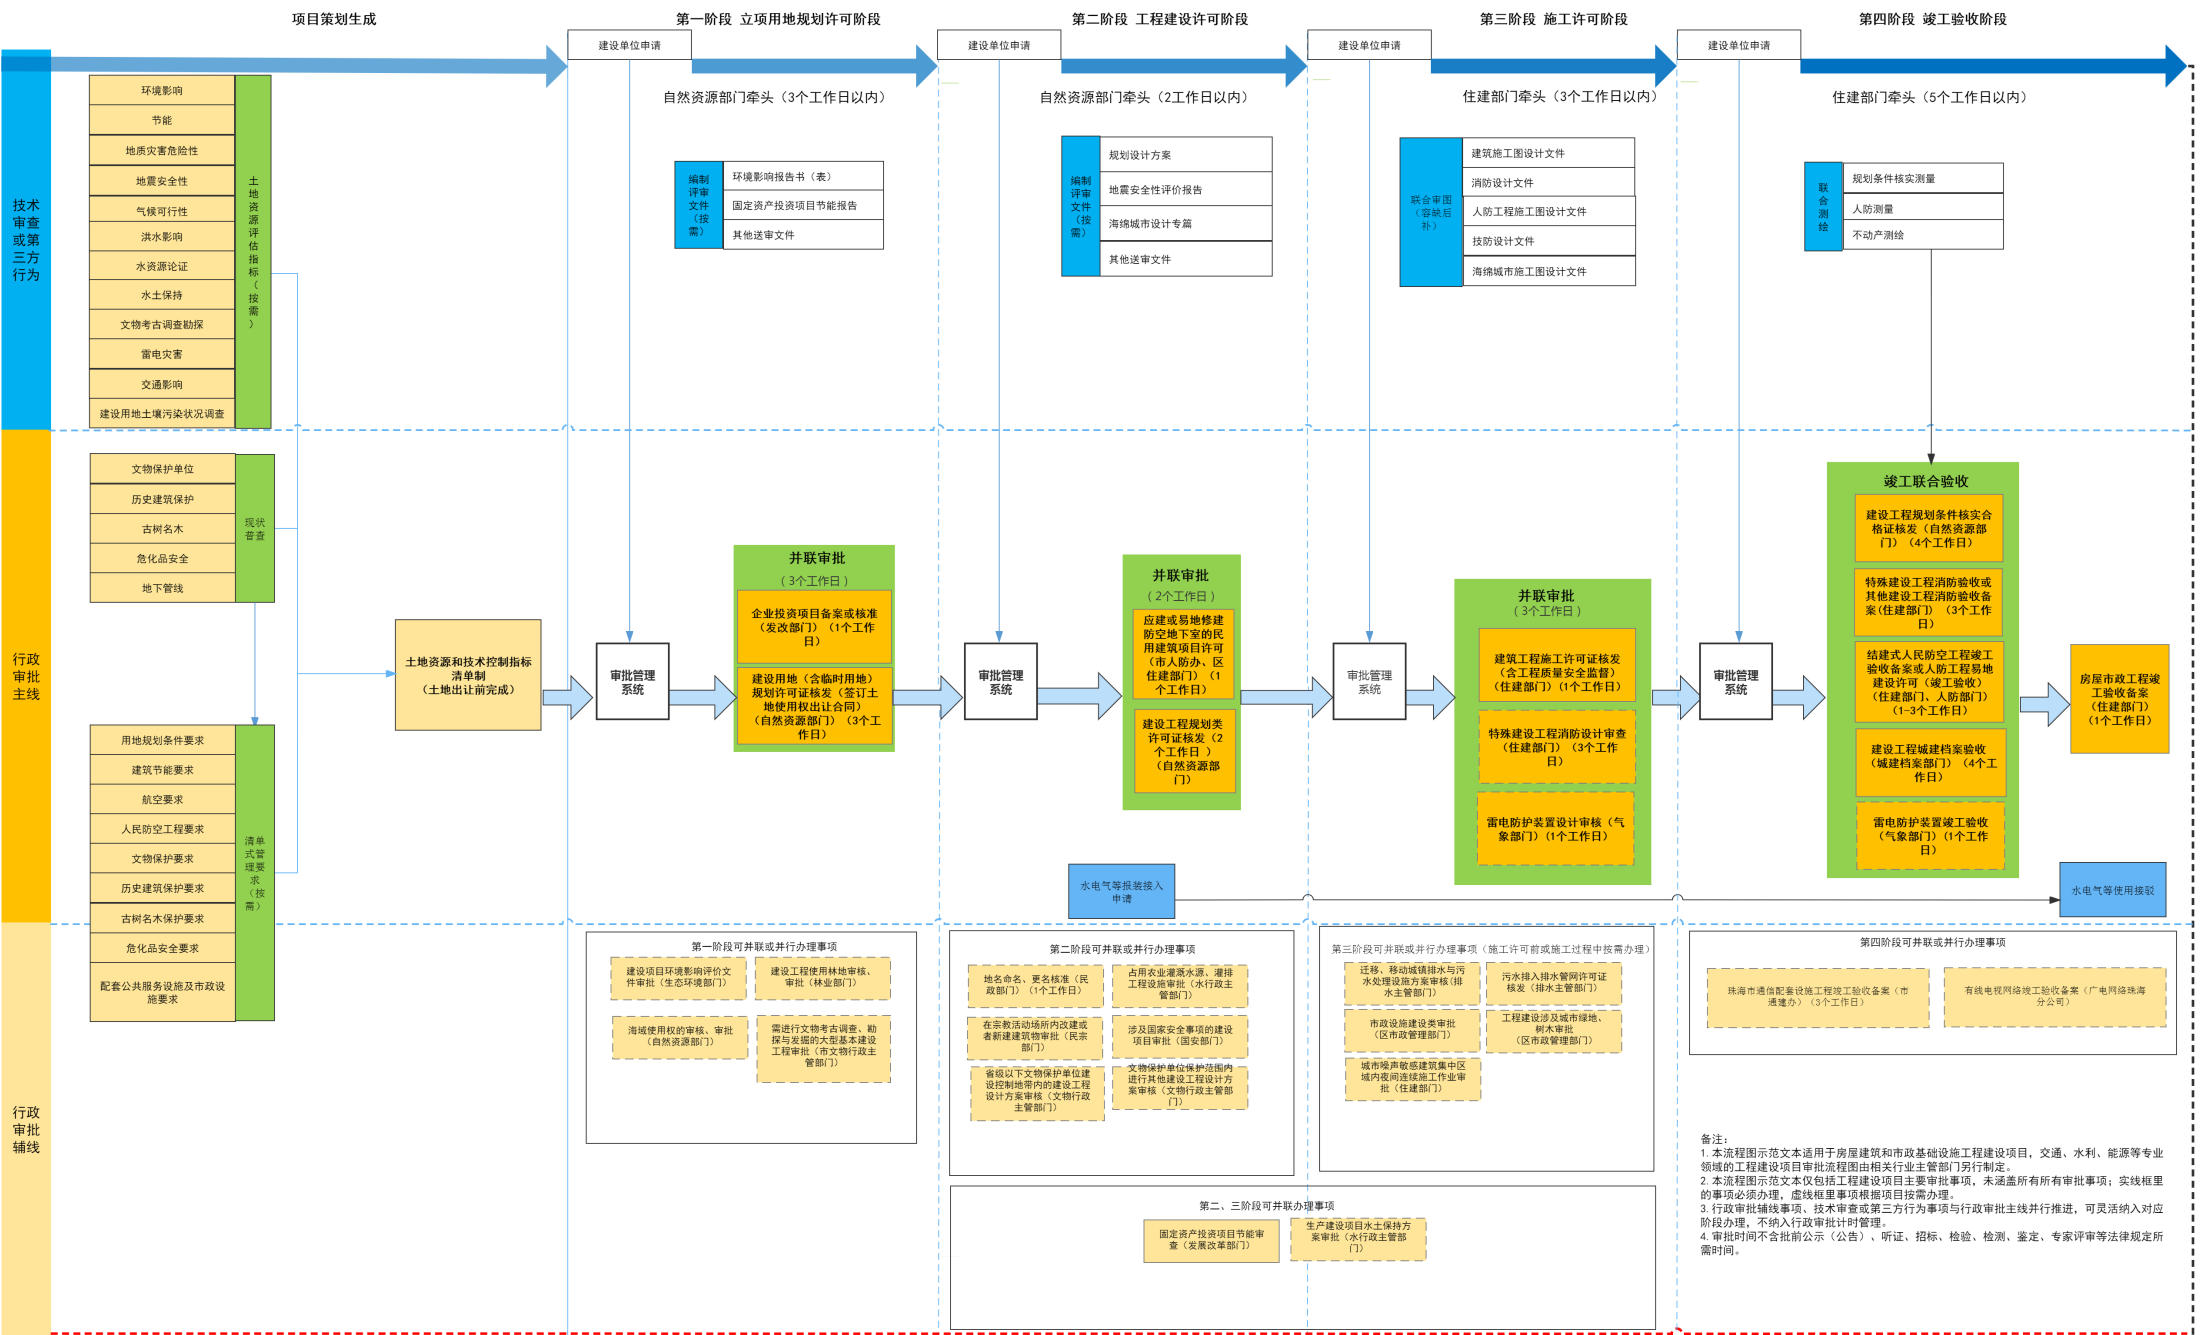 项目策划生成
第一阶段 立项用地规划许可阶段
第二阶段 工程建设许可阶段
第三阶段 施工许可阶段
第四阶段 竣工验收阶段
建设单位申请
建设单位申请
建设单位申请
建设单位申请
自然资源部门牵头（3个工作日以内）
自然资源部门牵头（2工作日以内）
住建部门牵头（3个工作日以内）
住建部门牵头（5个工作日以内）
技术
审查
或第
三方
行为
环境影响
节能
地质灾害危险性
地震安全性
气候可行性
洪水影响
水资源论证
水土保持
文物考古调查勘探
雷电灾害
交通影响
建设用地土壤污染状况调查
土
地
资
源
评
估
指
标
（
按
需
）
编制
评审
文件
（按
需）
环境影响报告书（表）
固定资产投资项目节能报告
其他送审文件
编制
评审
文件
（按
需）
规划设计方案
地震安全性评价报告
海绵城市设计专篇
其他送审文件
联合审图
（容缺后
补）
建筑施工图设计文件
消防设计文件
人防工程施工图设计文件
技防设计文件
海绵城市施工图设计文件
联
合
测
绘
规划条件核实测量
人防测量
不动产测绘
行政
审批
主线
文物保护单位
历史建筑保护
古树名木
危化品安全
地下管线
现状
普查
用地规划条件要求
建筑节能要求
航空要求
人民防空工程要求
文物保护要求
历史建筑保护要求
古树名木保护要求
危化品安全要求
配套公共服务设施及市政设
施要求
清单
式管
理要
求
（按
需）
土地资源和技术控制指标
清单制
（土地出让前完成）
审批管理
系统
并联审批
（3个工作日）
企业投资项目备案或核准
（发改部门）（1个工作
日）
建设用地（含临时用地）
规划许可证核发（签订土
地使用权出让合同）
（自然资源部门）（3个工
作日）
审批管理
系统
并联审批
（2个工作日）
应建或易地修建
防空地下室的民
用建筑项目许可
（市人防办、区
住建部门）（1
个工作日）
建设工程规划类
许可证核发（2
个工作日 ）
（自然资源部
门）
审批管理
系统
并联审批
（3个工作日）
建筑工程施工许可证核发
（含工程质量安全监督）
（住建部门）（1个工作日）
特殊建设工程消防设计审查
（住建部门）（3个工作
日）
雷电防护装置设计审核（气
象部门）（1个工作日）
审批管理
系统
竣工联合验收
建设工程规划条件核实合
格证核发（自然资源部
门）（4个工作日）
特殊建设工程消防验收或
其他建设工程消防验收备
案(住建部门) （3个工作
日）
结建式人民防空工程竣工
验收备案或人防工程易地
建设许可（竣工验收）
（住建部门、人防部门）
（1-3个工作日）
建设工程城建档案验收
（城建档案部门）（4个工
作日）
雷电防护装置竣工验收
（气象部门）（1个工作
日）
房屋市政工程竣
工验收备案
（住建部门）
（1个工作日）
水电气等报装接入
申请
水电气等使用接驳
行政
审批
辅线
第一阶段可并联或并行办理事项
建设项目环境影响评价文
件审批（生态环境部门）
建设工程使用林地审核、
审批（林业部门）
海域使用权的审核、审批
（自然资源部门）
需进行文物考古调查、勘
探与发掘的大型基本建设
工程审批（市文物行政主
管部门）
第二阶段可并联或并行办理事项
地名命名、更名核准（民
政部门）（1个工作日）
占用农业灌溉水源、灌排
工程设施审批（水行政主
管部门）
在宗教活动场所内改建或
者新建建筑物审批（民宗
部门）
涉及国家安全事项的建设
项目审批（国安部门）
省级以下文物保护单位建
设控制地带内的建设工程
设计方案审核（文物行政
主管部门）
文物保护单位保护范围内
进行其他建设工程设计方
案审核（文物行政主管部
门）
第三阶段可并联或并行办理事项（施工许可前或施工过程中按需办理）
迁移、移动城镇排水与污
水处理设施方案审核(排
水主管部门）
污水排入排水管网许可证
核发（排水主管部门）
市政设施建设类审批
（区市政管理部门）
工程建设涉及城市绿地、
树木审批
（区市政管理部门）
城市噪声敏感建筑集中区
域内夜间连续施工作业审
批（住建部门）
第四阶段可并联或并行办理事项
珠海市通信配套设施工程竣工验收备案（市
通建办）（3个工作日）
有线电视网络竣工验收备案（广电网络珠海
分公司）
第二、三阶段可并联办理事项
固定资产投资项目节能审
查（发展改革部门）
生产建设项目水土保持方
案审批（水行政主管部
门）
备注：
1.本流程图示范文本适用于房屋建筑和市政基础设施工程建设项目，交通、水利、能源等专业
领域的工程建设项目审批流程图由相关行业主管部门另行制定。
2.本流程图示范文本仅包括工程建设项目主要审批事项，未涵盖所有所有审批事项；实线框里
的事项必须办理，虚线框里事项根据项目按需办理。
3.行政审批辅线事项、技术审查或第三方行为事项与行政审批主线并行推进，可灵活纳入对应
阶段办理，不纳入行政审批计时管理。
4.审批时间不含批前公示（公告）、听证、招标、检验、检测、鉴定、专家评审等法律规定所
需时间。